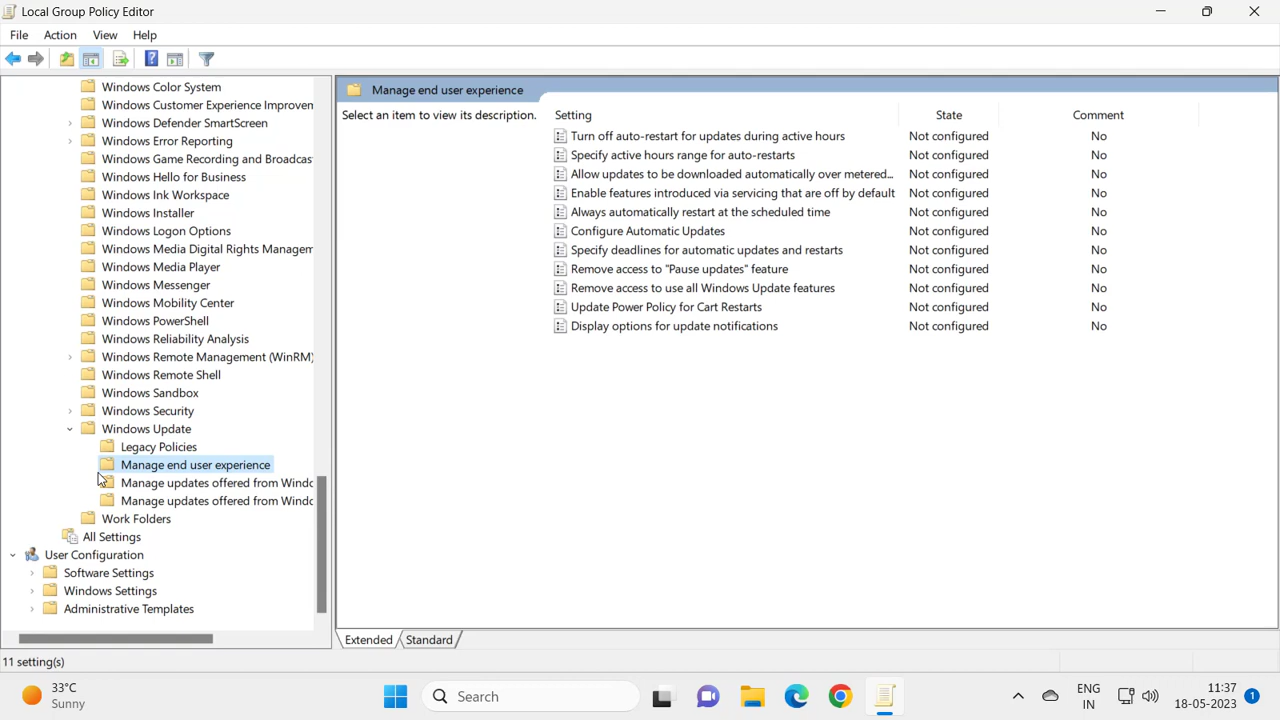 Local Group Policy Editor
File Action View Help
Windows Color System
Windows Customer Experience Improvem
Windows Defender SmartScreen
Windows Error Reporting
Windows Game Recording and Broadcas
Windows Hello for Business
Windows Ink Workspace
Windows Installer
Windows Logon Options
Windows Media Digital Rights Managem
Windows Media Player
Windows Messenger
Windows Mobility Center
Windows PowerShell
Windows Reliability Analysis
Windows Remote Management (WinRM)
Windows Remote Shell
Windows Sandbox
Windows Security
Windows Update
Legacy Policies
Manage end user experience
Manage updates offered from Windo
Manage updates offered from Windo
Work Folders
All Settings
User Configuration
Software Settings
Windows Settings
Administrative Templates
Manage end user experience
Select an item to view its description.
Setting State Comment
Turn off auto-restart for updates during active hours Not configured No
Specify active hours range for auto-restarts Not configured No
Allow updates to be downloaded automatically over metered... Not configured No
Enable features introduced via servicing that are off by default Not configured No
Always automatically restart at the scheduled time Not configured No
Configure Automatic Updates Not configured No
Specify deadlines for automatic updates and restarts Not configured No
Remove access to "Pause updates" feature Not configured No
Remove access to use all Windows Update features Not configured No
Update Power Policy for Cart Restarts Not configured No
Display options for update notifications Not configured No
Extended Standard
11 setting(s)
33°C
Sunny
Search
ENG
IN
11:37
18-05-2023
1